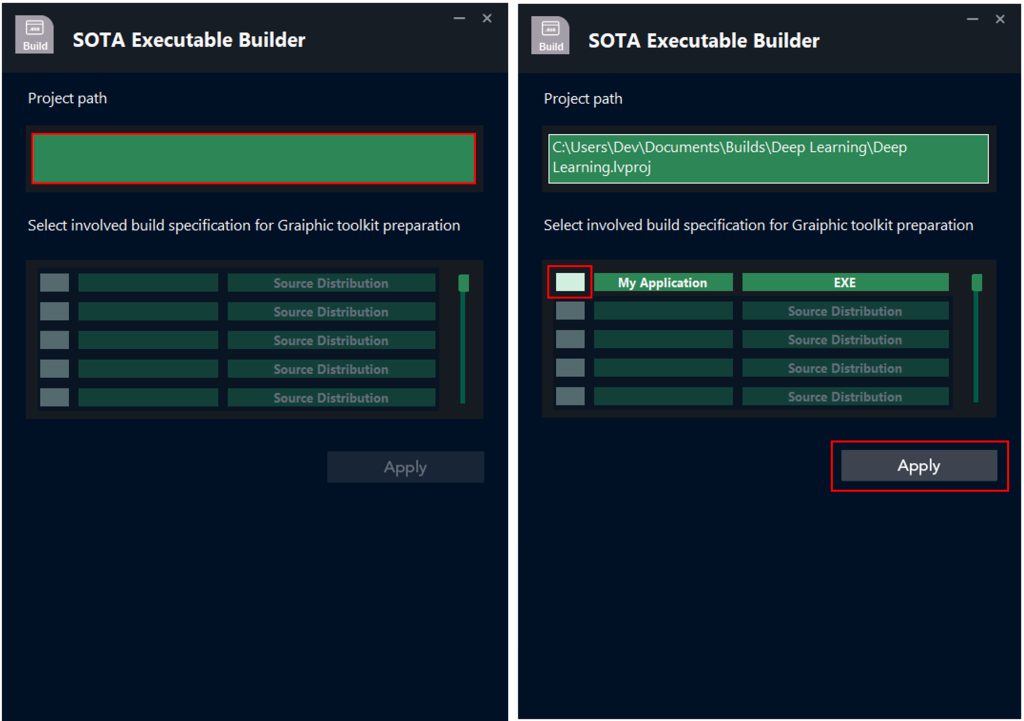 Build
SOTA Executable Builder
Project path
Select involved build specification for Graiphic toolkit preparation
Source Distribution
Source Distribution
Source Distribution
Source Distribution
Source Distribution
Apply
Build
SOTA Executable Builder
Project path
C:\Users\Dev\Documents\Builds\Deep Learning\Deep
Learning.lvproj
Select involved build specification for Graiphic toolkit preparation
My Application EXE
Source Distribution
Source Distribution
Source Distribution
Source Distribution
Apply